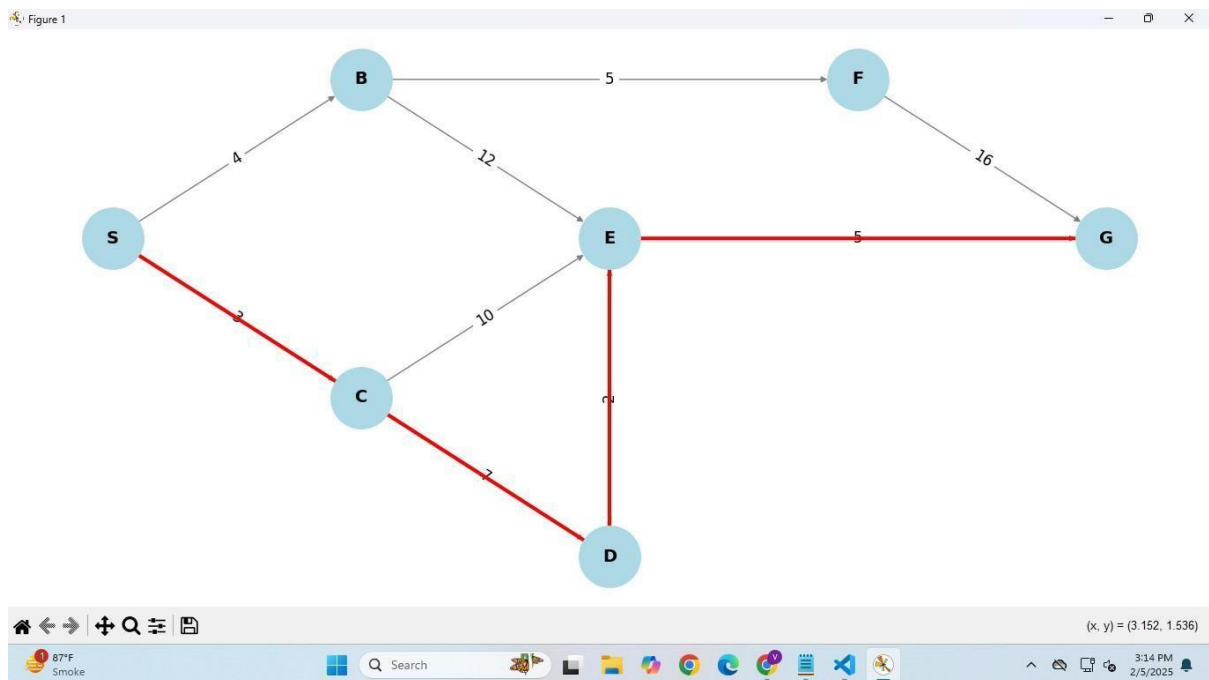 Figure 1
B
5
F
4
12
16
S
E
5
G
3
10
C
2
7
D
(x, y) = (3.152, 1.536)
1
87°F
Smoke
Search
V
3:14 PM
2/5/2025